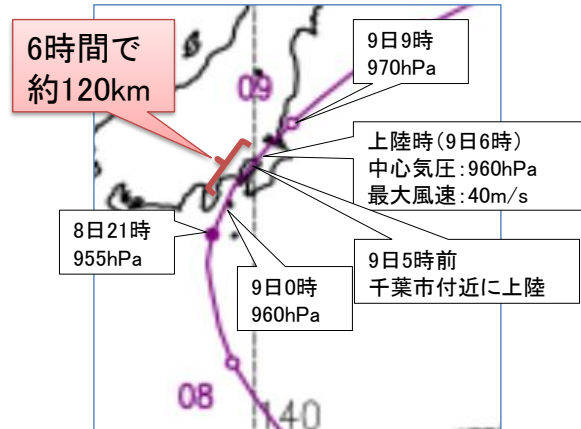 6時間で
約120km
09
9日9時
970hPa
上陸時(9日6時)
中心気圧:960hPa
最大風速:40m/s
8日21時
955hPa
9日0時
960hPa
9日5時前
千葉市付近に上陸
08
140